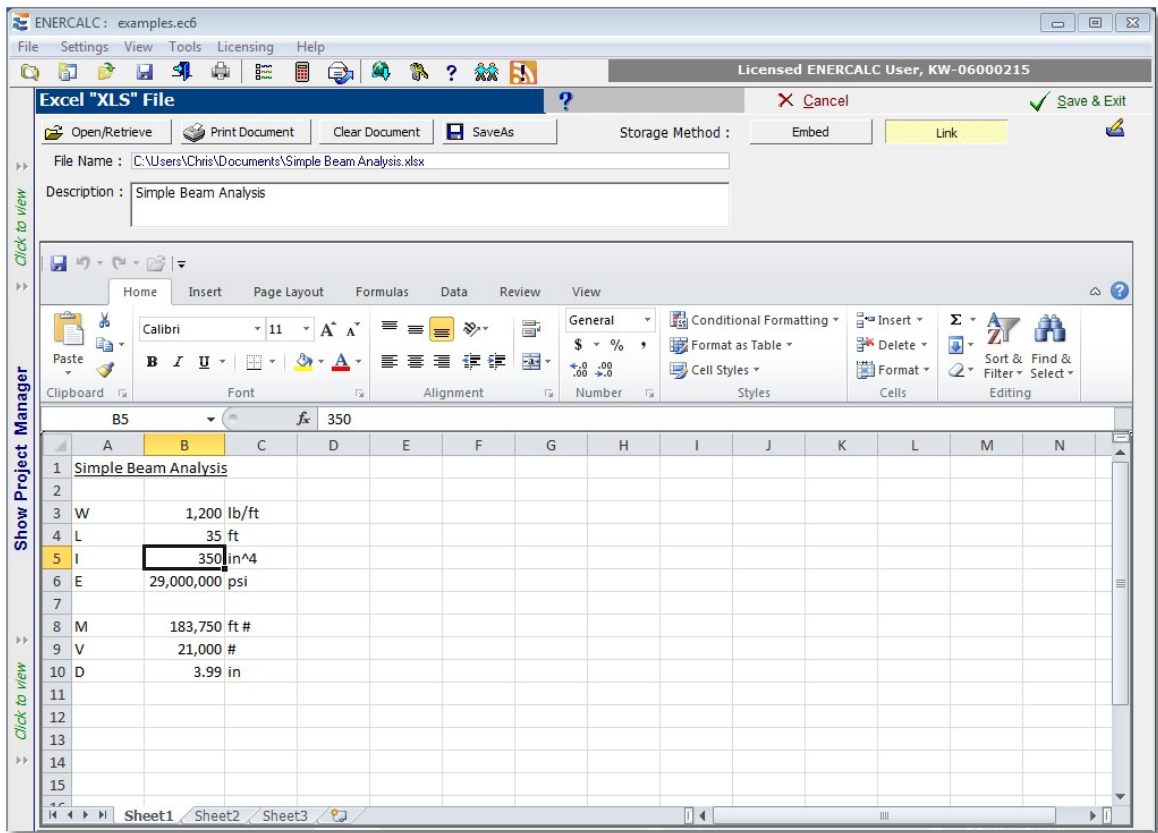 ENERCALC : examples.ec6
File Settings View Tools Licensing Help
Licensed ENERCALC User, KW-06000215
Excel "XLS" File ? Cancel Save & Exit
Open/Retrieve Print Document Clear Document SaveAs Storage Method : Embed Link
File Name : C:\Users\Chris\Documents\Simple Beam Analysis.xlsx
Description : Simple Beam Analysis
Click to view
Show Project Manager
Click to view
Home Insert Page Layout Formulas Data Review View
Paste
Calibri 11
General
Conditional Formatting
Insert
Format as Table
Delete
Cell Styles
Format
Sort & Filter
Find & Select
Clipboard Font Alignment Number Styles Cells Editing
B5 fx 350
A B C D E F G H I J K L M N
1 Simple Beam Analysis
2
3 W 1,200 lb/ft
4 L 35 ft
5 I 350 in^4
6 E 29,000,000 psi
7
8 M 183,750 ft #
9 V 21,000 #
10 D 3.99 in
11
12
13
14
15
Sheet1 Sheet2 Sheet3